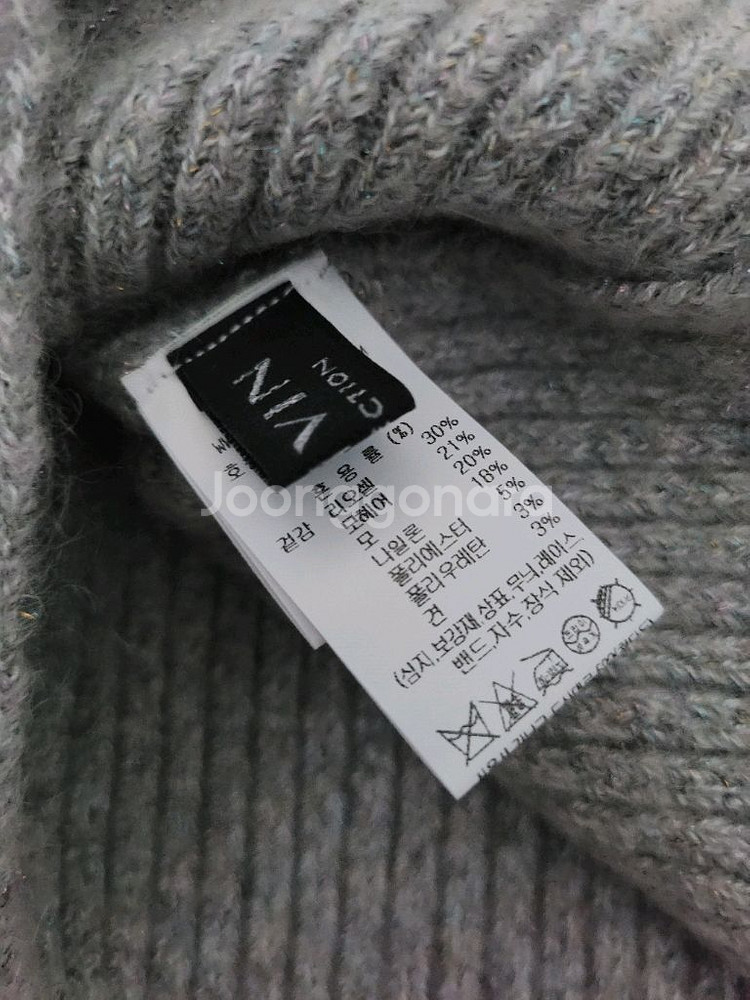 VIN
CTION
호 혼 용 률 (%)
겉감 리오셀 30%
모헤어 21%
모 20%
나일론 18%
폴리에스터 5%
폴리우레탄 3%
견 3%
(심지,보강재,상표,무늬,레이스
밴드,자수,장식 제외)
Joonggonara